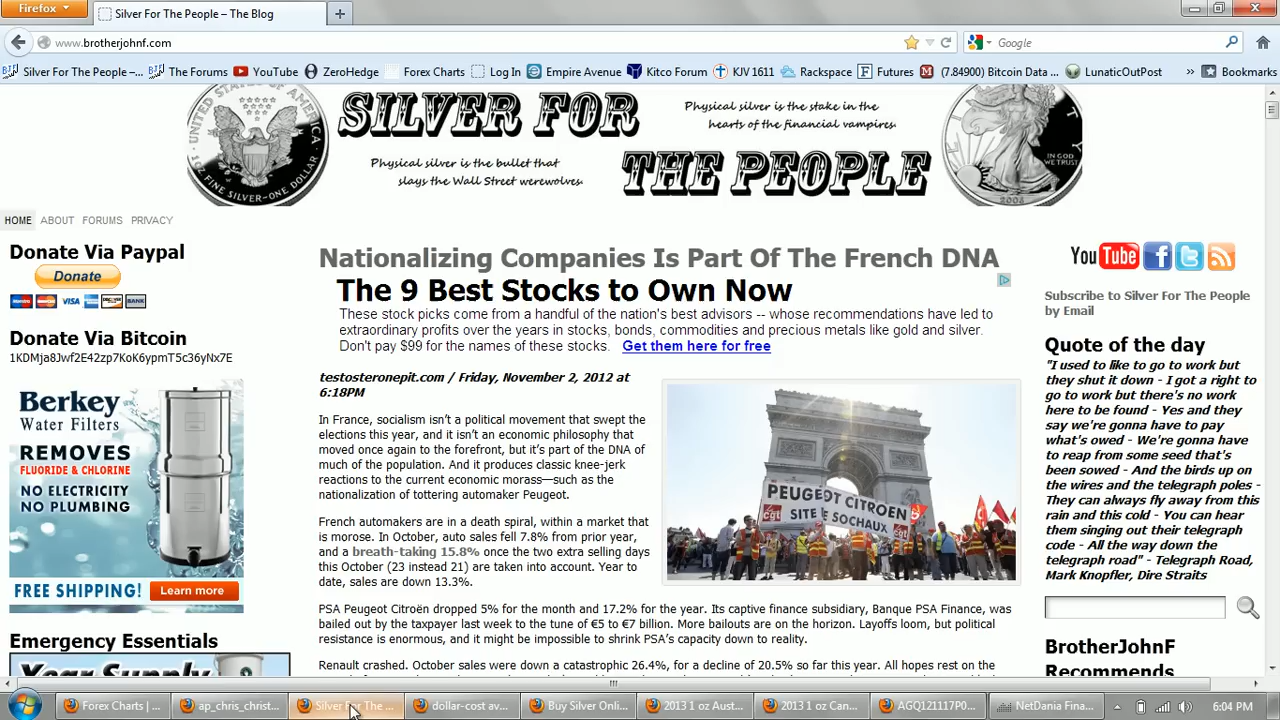 Firefox
Silver For The People – The Blog
www.brotherjohnf.com
Google
Silver For The People –...
The Forums
YouTube
ZeroHedge
Forex Charts
Log In
Empire Avenue
Kitco Forum
KJV 1611
Rackspace
Futures
(7.84900) Bitcoin Data ...
LunaticOutPost
»
Bookmarks
SILVER FOR
THE PEOPLE
Physical silver is the stake in the
hearts of the financial vampires.
Physical silver is the bullet that
slays the Wall Street werewolves.
HOME ABOUT FORUMS PRIVACY
Donate Via Paypal
Donate
VISA
BANK
Donate Via Bitcoin
1KDMja8Jwf2E42zp7KoK6ypmT5c36yNx7E
Berkey
Water Filters
REMOVES
FLUORIDE & CHLORINE
NO ELECTRICITY
NO PLUMBING
FREE SHIPPING!
Learn more
Emergency Essentials
Year Supply
Nationalizing Companies Is Part Of The French DNA
The 9 Best Stocks to Own Now
These stock picks come from a handful of the nation's best advisors -- whose recommendations have led to
extraordinary profits over the years in stocks, bonds, commodities and precious metals like gold and silver.
Don't pay $99 for the names of these stocks. Get them here for free
testosteronepit.com / Friday, November 2, 2012 at
6:18PM
In France, socialism isn’t a political movement that swept the
elections this year, and it isn’t an economic philosophy that
moved once again to the forefront, but it’s part of the DNA of
much of the population. And it produces classic knee-jerk
reactions to the current economic morass—such as the
nationalization of tottering automaker Peugeot.
French automakers are in a death spiral, within a market that
is morose. In October, auto sales fell 7.8% from prior year,
and a breath-taking 15.8% once the two extra selling days
this October (23 instead 21) are taken into account. Year to
date, sales are down 13.3%.
PEUGEOT CITROËN
SITE DE SOCHAUX
cgt
cgt
PSA Peugeot Citroën dropped 5% for the month and 17.2% for the year. Its captive finance subsidiary, Banque PSA Finance, was
bailed out by the taxpayer last week to the tune of €5 to €7 billion. More bailouts are on the horizon. Layoffs loom, but political
resistance is enormous, and it might be impossible to shrink PSA’s capacity down to reality.
Renault crashed. October sales were down a catastrophic 26.4%, for a decline of 20.5% so far this year. All hopes rest on the
You Tube
Subscribe to Silver For The People
by Email
Quote of the day
"I used to like to go to work but
they shut it down - I got a right to
go to work but there's no work
here to be found - Yes and they
say we're gonna have to pay
what's owed - We're gonna have
to reap from some seed that's
been sowed - And the birds up on
the wires and the telegraph poles -
They can always fly away from this
rain and this cold - You can hear
them singing out their telegraph
code - All the way down the
telegraph road" - Telegraph Road,
Mark Knopfler, Dire Straits
BrotherJohnF
Recommends
Forex Charts | ...
ap_chris_christ...
Silver For The ...
dollar-cost av...
Buy Silver Onli...
2013 1 oz Aust...
2013 1 oz Can...
AGQ121117P0...
NetDania Fina...
6:04 PM